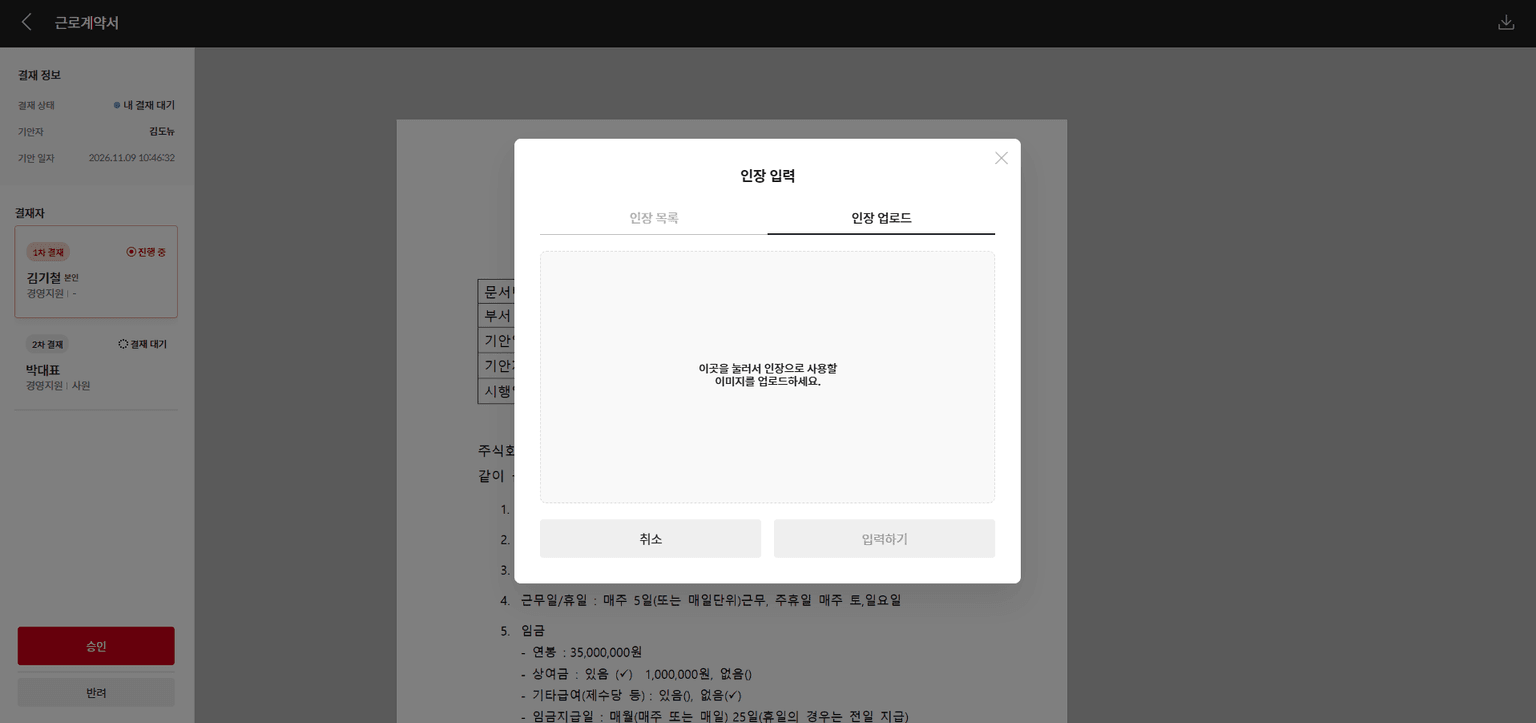 근로계약서
결재 정보
결재 상태 내 결재 대기
기안자 김도뉴
기안 일자 2026.11.09 10:46:32
결재자
1차 결재 진행 중
김기철 본인
경영지원 | -
2차 결재 결재 대기
박대표
경영지원 | 사원
승인
반려
인장 입력
인장 목록 인장 업로드
이곳을 눌러서 인장으로 사용할
이미지를 업로드하세요.
취소 입력하기
부서
주식회
같이
1.
2.
3.
4. 근무일/휴일 : 매주 5일(또는 매일단위)근무, 주휴일 매주 토,일요일
5. 임금
- 연봉 : 35,000,000원
- 상여금 : 있음 (✓) 1,000,000원, 없음()
- 기타급여(제수당 등) : 있음(), 없음(✓)
- 임금지급일 : 매월(매주 또는 매일) 25일(휴일의 경우는 전일 지급)